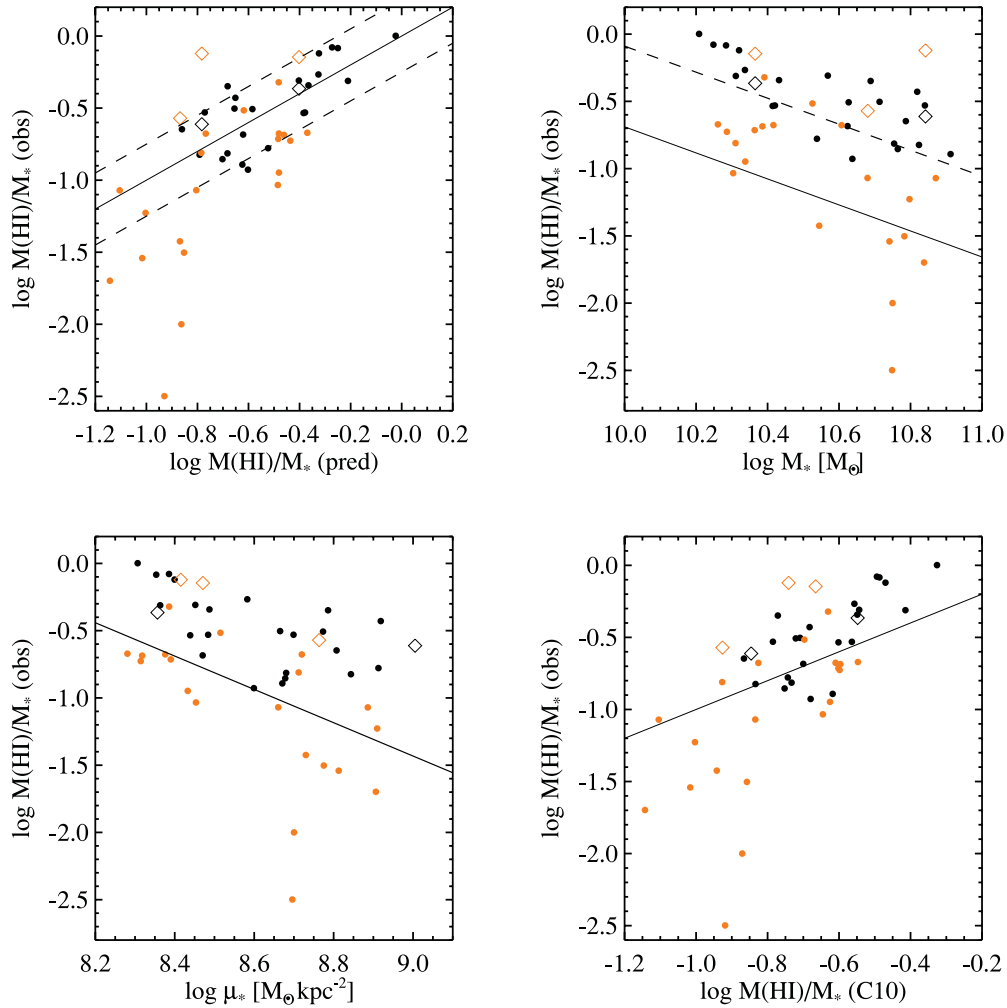 0.0
-0.5
-1.0
-1.5
-2.0
-2.5
log M(HI)/M* (obs)
-1.2 -1.0 -0.8 -0.6 -0.4 -0.2 -0.0 0.2
log M(HI)/M* (pred)
0.0
-0.5
-1.0
-1.5
-2.0
-2.5
log M(HI)/M* (obs)
10.0 10.2 10.4 10.6 10.8 11.0
log M* [M⊙]
0.0
-0.5
-1.0
-1.5
-2.0
-2.5
log M(HI)/M* (obs)
8.2 8.4 8.6 8.8 9.0
log μ* [M⊙kpc⁻²]
0.0
-0.5
-1.0
-1.5
-2.0
-2.5
log M(HI)/M* (obs)
-1.2 -1.0 -0.8 -0.6 -0.4 -0.2
log M(HI)/M* (C10)